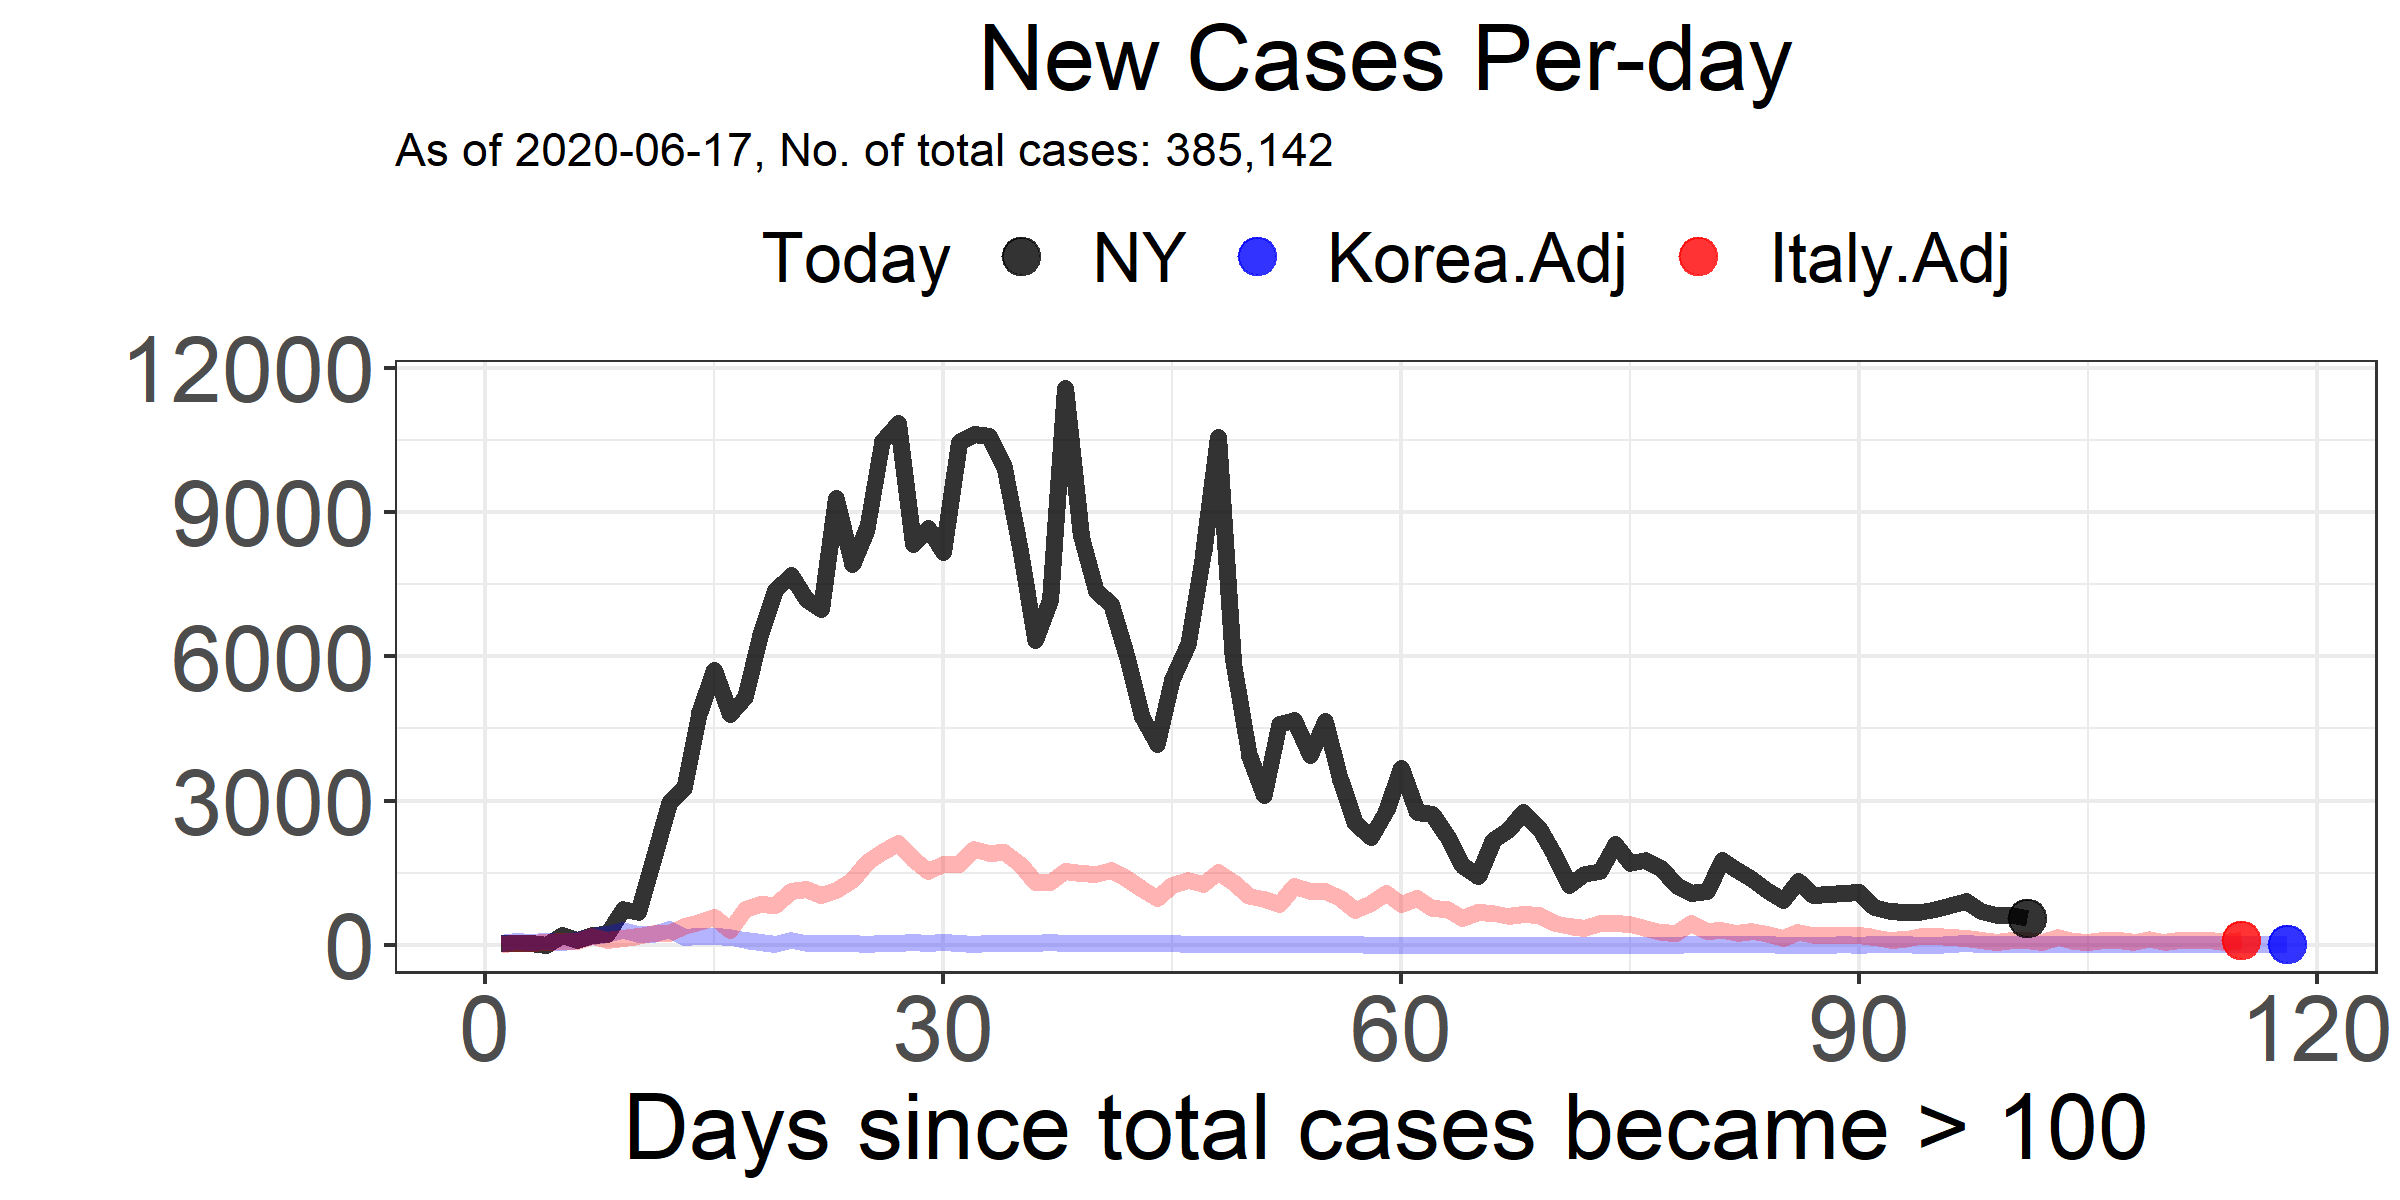 New Cases Per-day
As of 2020-06-17, No. of total cases: 385,142
Today NY Korea.Adj Italy.Adj
12000
9000
6000
3000
0
0 30 60 90 120
Days since total cases became > 100